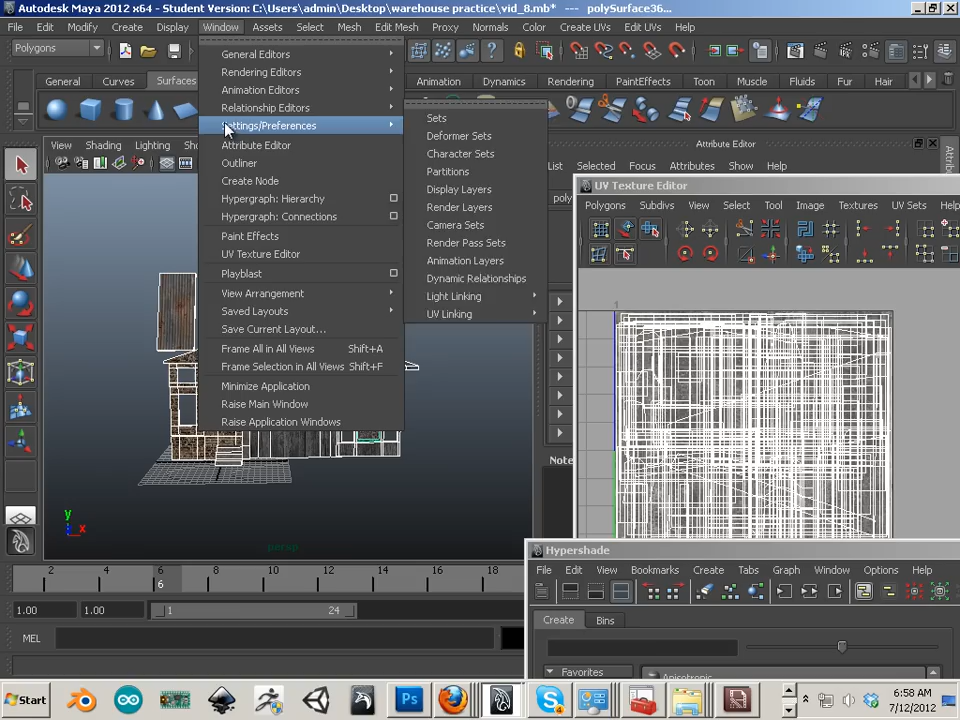 Autodesk Maya 2012 x64 - Student Version: C:\Users\admin\Desktop\warehouse practice\vid_8.mb* --- polySurface36...
File Edit Modify Create Display Window Assets Select Mesh Edit Mesh Proxy Normals Color Create UVs Edit UVs Help
Polygons
General Curves Surfaces Animation Dynamics Rendering PaintEffects Toon Muscle Fluids Fur Hair
General Editors
Rendering Editors
Animation Editors
Relationship Editors
Settings/Preferences
Attribute Editor
Outliner
Create Node
Hypergraph: Hierarchy
Hypergraph: Connections
Paint Effects
UV Texture Editor
Playblast
View Arrangement
Saved Layouts
Save Current Layout...
Frame All in All Views Shift+A
Frame Selection in All Views Shift+F
Minimize Application
Raise Main Window
Raise Application Windows
Sets
Deformer Sets
Character Sets
Partitions
Display Layers
Render Layers
Camera Sets
Render Pass Sets
Animation Layers
Dynamic Relationships
Light Linking
UV Linking
View Shading Lighting Sho
Attribute Editor
List Selected Focus Attributes Show Help
poly
UV Texture Editor
Polygons Subdivs View Select Tool Image Textures UV Sets Help
1
Note
y
x
persp
Hypershade
File Edit View Bookmarks Create Tabs Graph Window Options Help
Create Bins
Favorites
Anisotropic
2 4 6 8 10 12 14 15 16 18
6
1.00 1.00 1 24
MEL
Start
Ps
6:58 AM
7/12/2012